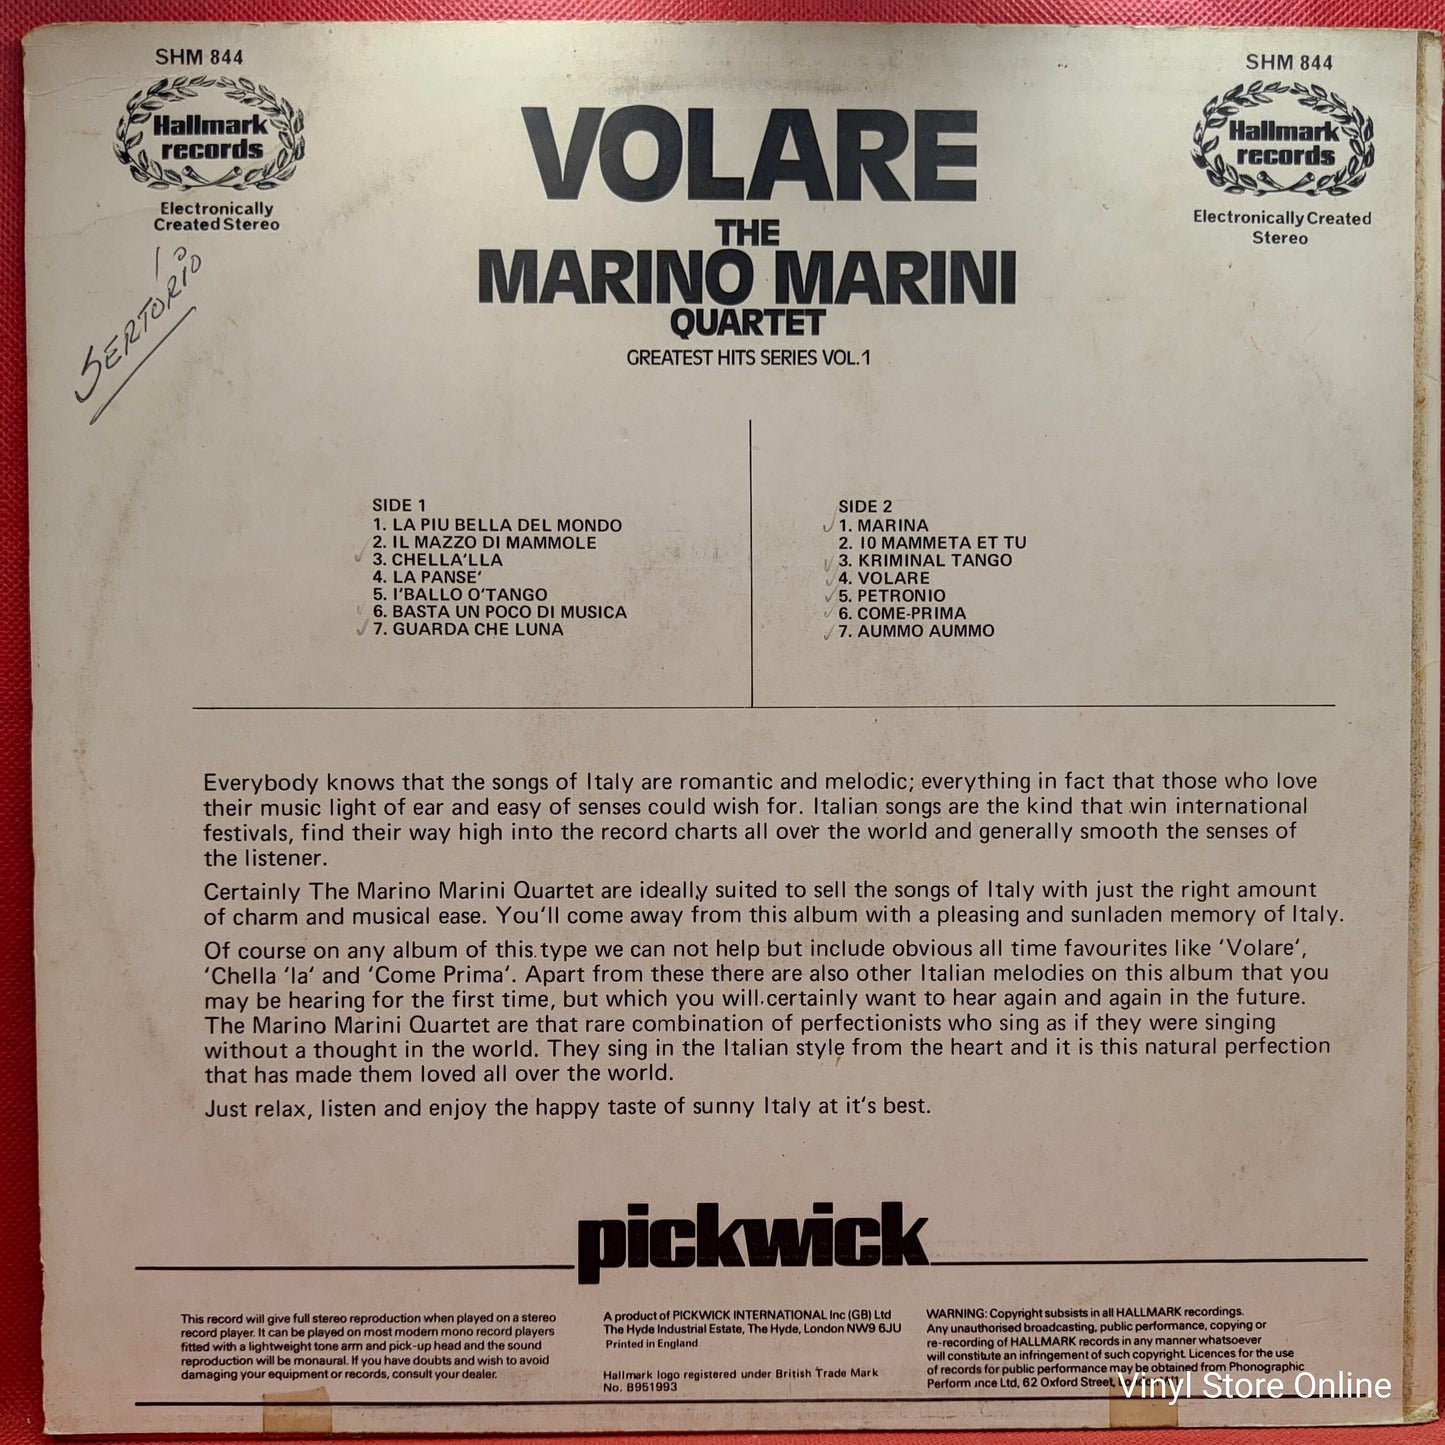 SHM 844
Hallmark
records
Electronically
Created Stereo
SERTORIO
VOLARE
THE
MARINO MARINI
QUARTET
GREATEST HITS SERIES VOL.1
SHM 844
Hallmark
records
Electronically Created
Stereo
SIDE 1
1. LA PIU BELLA DEL MONDO
2. IL MAZZO DI MAMMOLE
3. CHELLA'LLA
4. LA PANSE'
5. I'BALLO O'TANGO
6. BASTA UN POCO DI MUSICA
7. GUARDA CHE LUNA
SIDE 2
1. MARINA
2. IO MAMMETA ET TU
3. KRIMINAL TANGO
4. VOLARE
5. PETRONIO
6. COME-PRIMA
7. AUMMO AUMMO
Everybody knows that the songs of Italy are romantic and melodic; everything in fact that those who love
their music light of ear and easy of senses could wish for. Italian songs are the kind that win international
festivals, find their way high into the record charts all over the world and generally smooth the senses of
the listener.
Certainly The Marino Marini Quartet are ideally suited to sell the songs of Italy with just the right amount
of charm and musical ease. You'll come away from this album with a pleasing and sunladen memory of Italy.
Of course on any album of this type we can not help but include obvious all time favourites like 'Volare',
'Chella 'la' and 'Come Prima'. Apart from these there are also other Italian melodies on this album that you
may be hearing for the first time, but which you will certainly want to hear again and again in the future.
The Marino Marini Quartet are that rare combination of perfectionists who sing as if they were singing
without a thought in the world. They sing in the Italian style from the heart and it is this natural perfection
that has made them loved all over the world.
Just relax, listen and enjoy the happy taste of sunny Italy at it's best.
pickwick
This record will give full stereo reproduction when played on a stereo
record player. It can be played on most modern mono record players
fitted with a lightweight tone arm and pick-up head and the sound
reproduction will be monaural. If you have doubts and wish to avoid
damaging your equipment or records, consult your dealer.
A product of PICKWICK INTERNATIONAL Inc (GB) Ltd
The Hyde Industrial Estate, The Hyde, London NW9 6JU
Printed in England
Hallmark logo registered under British Trade Mark
No. B951993
WARNING: Copyright subsists in all HALLMARK recordings.
Any unauthorised broadcasting, public performance, copying or
re-recording of HALLMARK records in any manner whatsoever
will constitute an infringement of such copyright. Licences for the use
of records for public performance may be obtained from Phonographic
Performance Ltd, 62 Oxford Street,
Vinyl Store Online